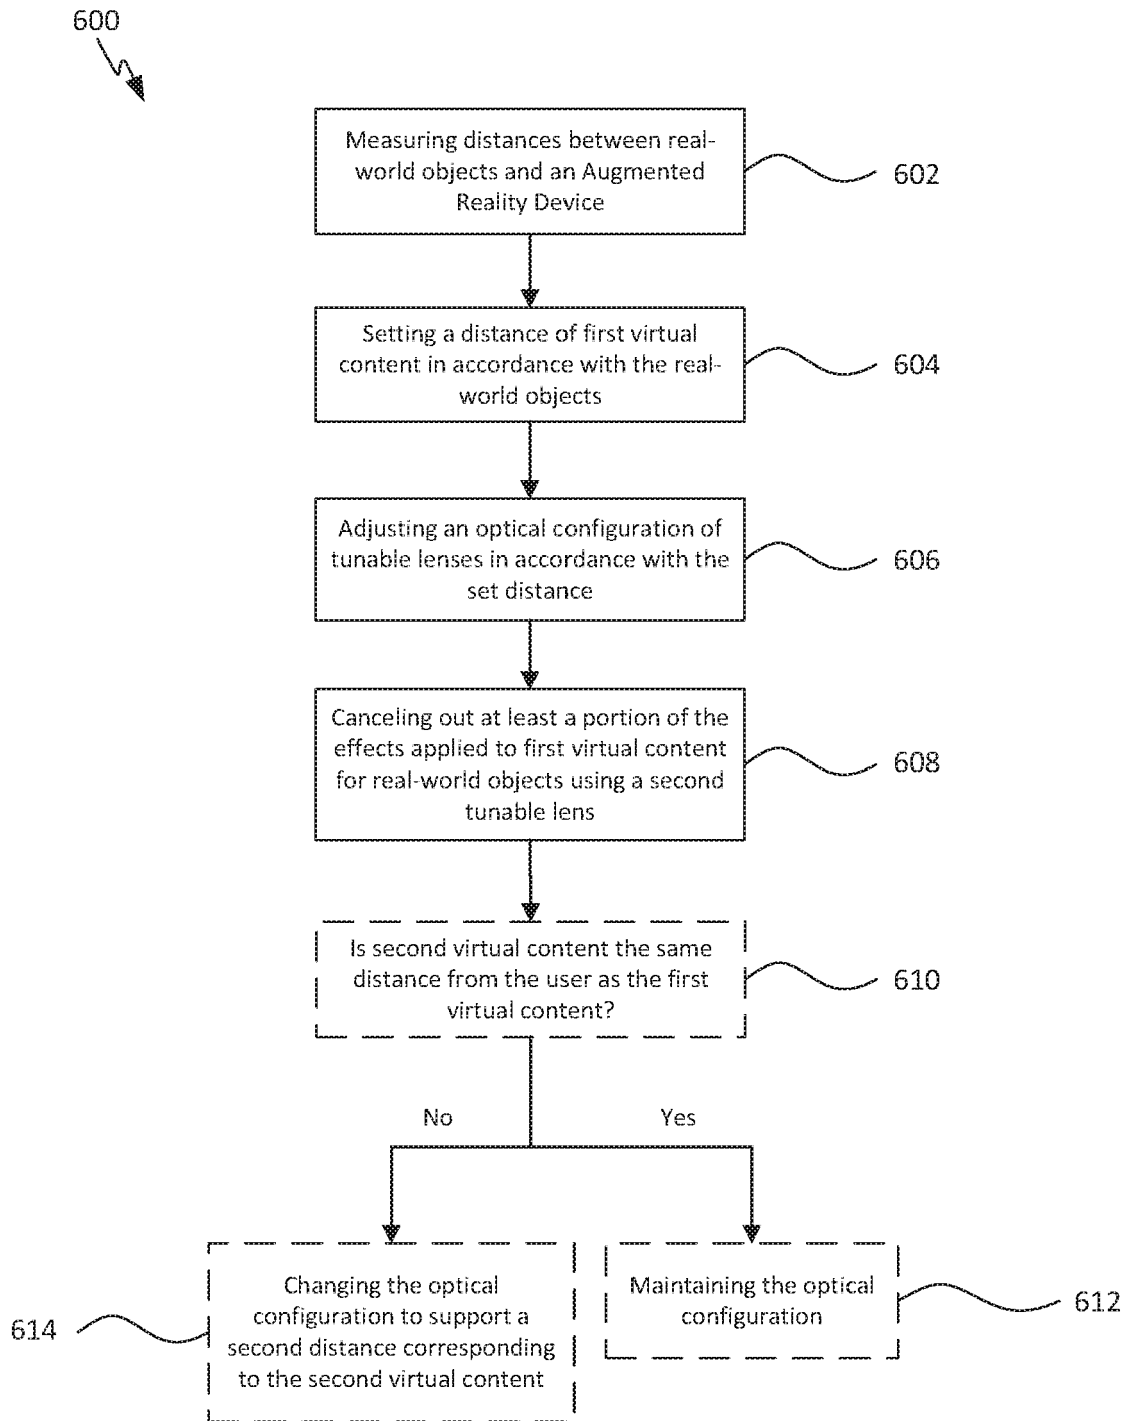 600
Measuring distances between real-
world objects and an Augmented
Reality Device
602
Setting a distance of first virtual
content in accordance with the real-
world objects
604
Adjusting an optical configuration of
tunable lenses in accordance with the
set distance
606
Canceling out at least a portion of the
effects applied to first virtual content
for real-world objects using a second
tunable lens
608
Is second virtual content the same
distance from the user as the first
virtual content?
610
No
Yes
Changing the optical
configuration to support a
second distance corresponding
to the second virtual content
614
Maintaining the optical
configuration
612